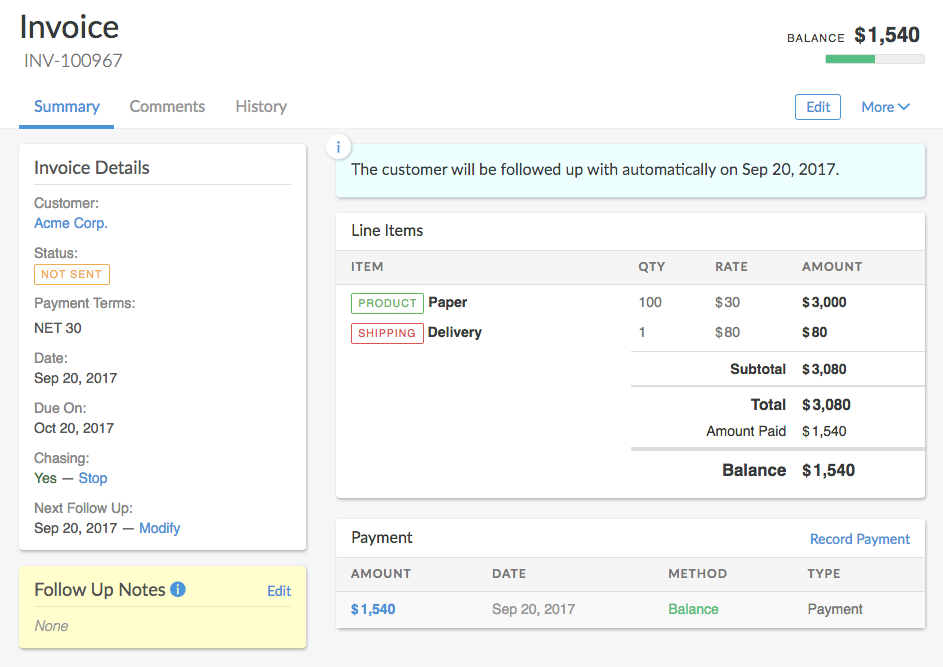 Invoice
INV-100967
BALANCE $1,540
Summary Comments History
Edit More
Invoice Details
Customer:
Acme Corp.
Status:
NOT SENT
Payment Terms:
NET 30
Date:
Sep 20, 2017
Due On:
Oct 20, 2017
Chasing:
Yes — Stop
Next Follow Up:
Sep 20, 2017 — Modify
Follow Up Notes i Edit
None
i
The customer will be followed up with automatically on Sep 20, 2017.
Line Items
ITEM QTY RATE AMOUNT
PRODUCT Paper 100 $30 $3,000
SHIPPING Delivery 1 $80 $80
Subtotal $3,080
Total $3,080
Amount Paid $1,540
Balance $1,540
Payment Record Payment
AMOUNT DATE METHOD TYPE
$1,540 Sep 20, 2017 Balance Payment